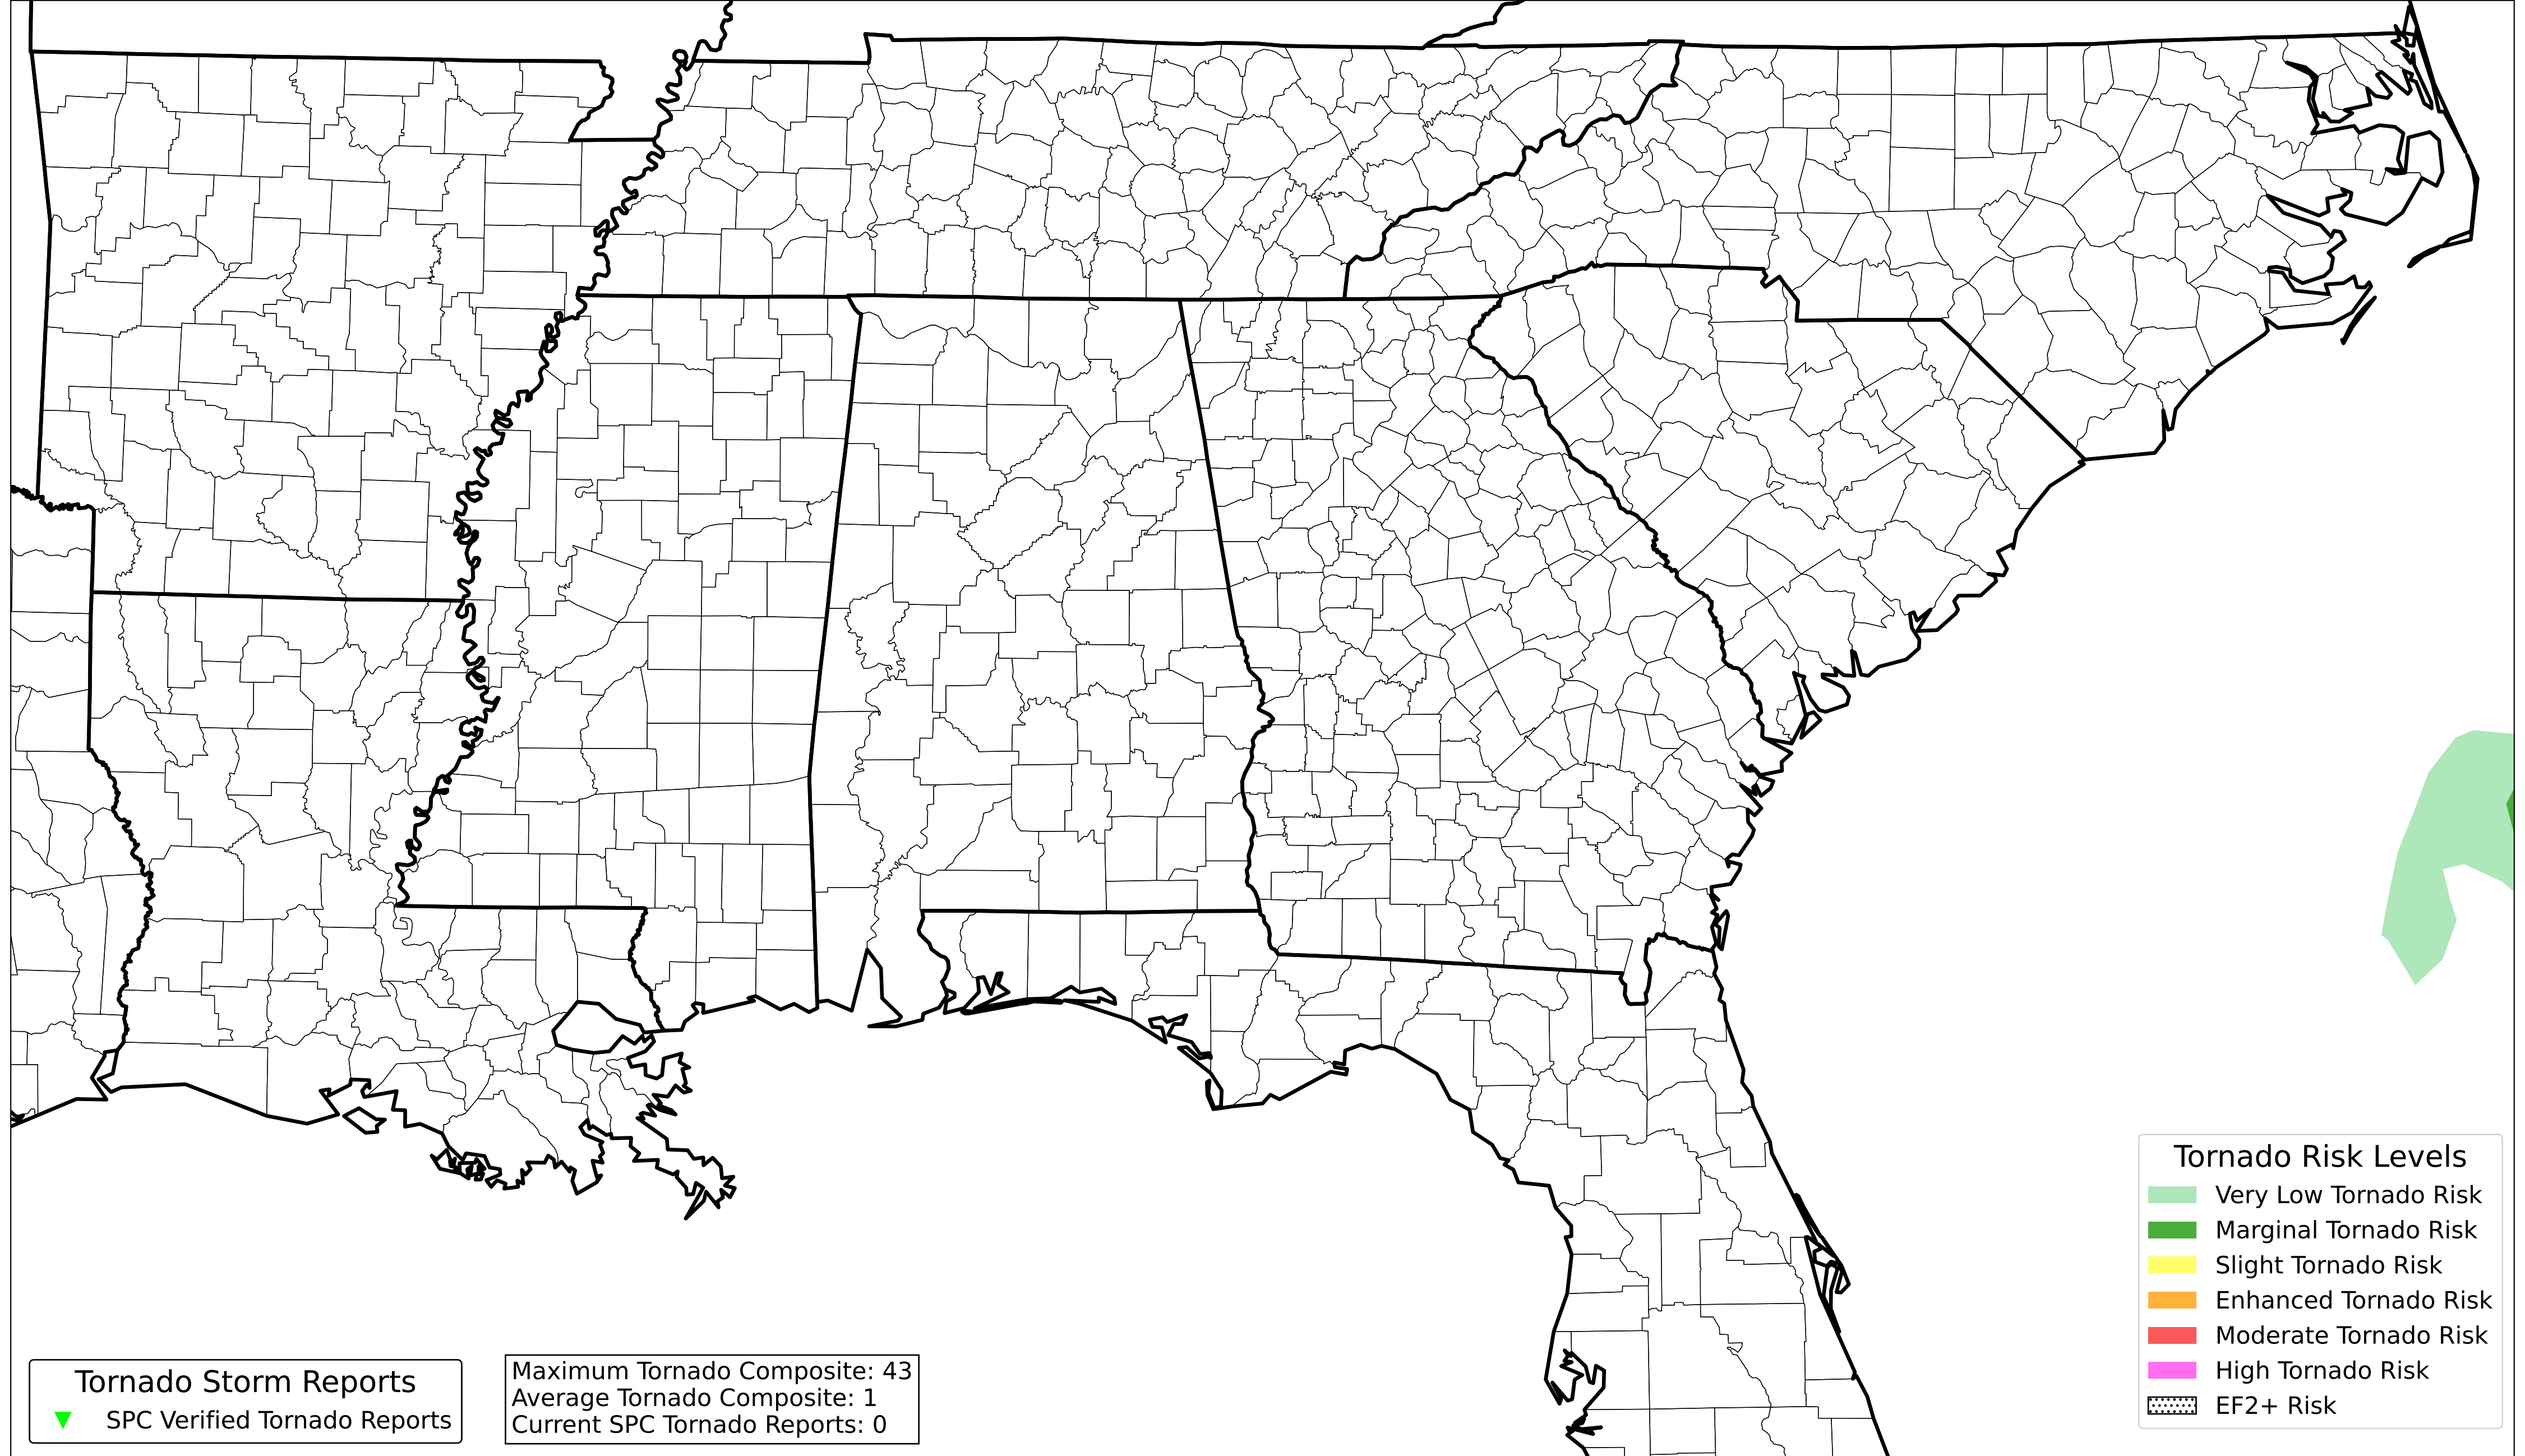 Tornado Risk Levels
Very Low Tornado Risk
Marginal Tornado Risk
Slight Tornado Risk
Enhanced Tornado Risk
Moderate Tornado Risk
High Tornado Risk
EF2+ Risk
Tornado Storm Reports
SPC Verified Tornado Reports
Maximum Tornado Composite: 43
Average Tornado Composite: 1
Current SPC Tornado Reports: 0